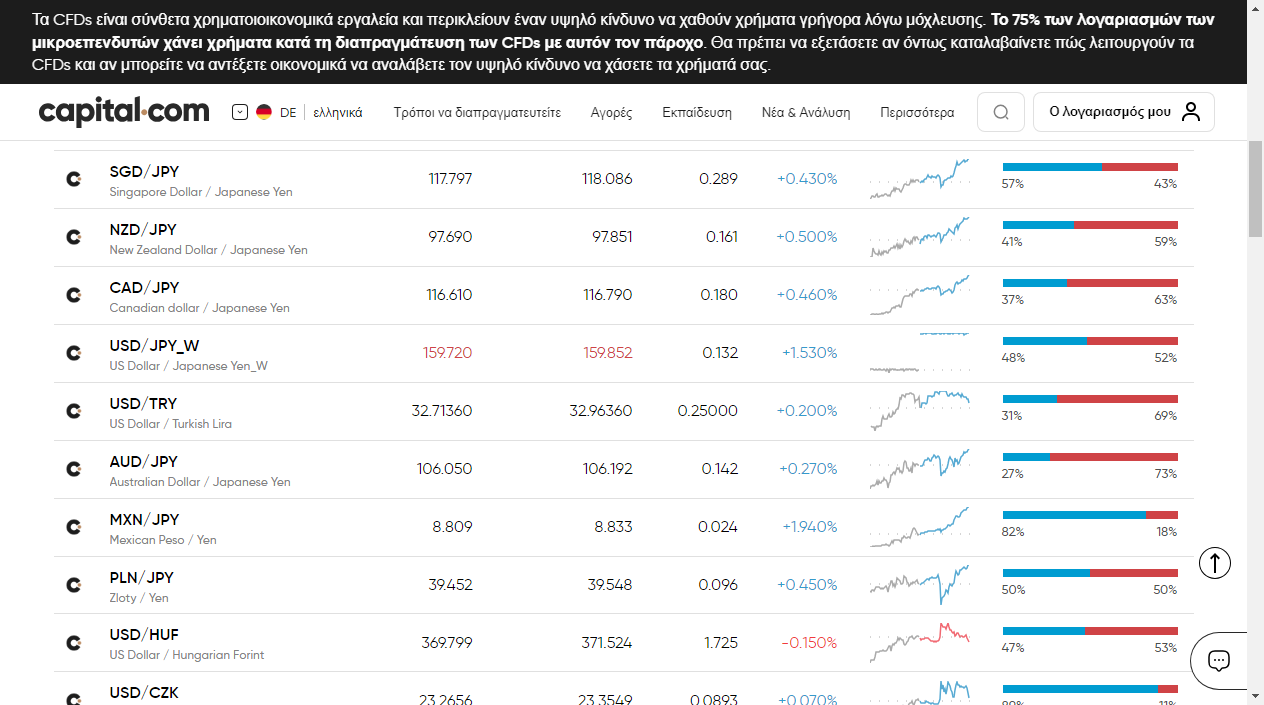 Τα CFDs είναι σύνθετα χρηματοιοικονομικά εργαλεία και περικλείουν έναν υψηλό κίνδυνο να χαθούν χρήματα γρήγορα λόγω μόχλευσης. Το 75% των λογαριασμών των
μικροεπενδυτών χάνει χρήματα κατά τη διαπραγμάτευση των CFDs με αυτόν τον πάροχο. Θα πρέπει να εξετάσετε αν όντως καταλαβαίνετε πώς λειτουργούν τα
CFDs και αν μπορείτε να αντέξετε οικονομικά να αναλάβετε τον υψηλό κίνδυνο να χάσετε τα χρήματά σας.
capital.com DE ελληνικά Τρόποι να διαπραγματευτείτε Αγορές Εκπαίδευση Νέα & Ανάλυση Περισσότερα Ο λογαριασμός μου
SGD/JPY 117.797 118.086 0.289 +0.430%
Singapore Dollar / Japanese Yen 57% 43%
NZD/JPY 97.690 97.851 0.161 +0.500%
New Zealand Dollar / Japanese Yen 41% 59%
CAD/JPY 116.610 116.790 0.180 +0.460%
Canadian dollar / Japanese Yen 37% 63%
USD/JPY_W 159.720 159.852 0.132 +1.530%
US Dollar / Japanese Yen_W 48% 52%
USD/TRY 32.71360 32.96360 0.25000 +0.200%
US Dollar / Turkish Lira 31% 69%
AUD/JPY 106.050 106.192 0.142 +0.270%
Australian Dollar / Japanese Yen 27% 73%
MXN/JPY 8.809 8.833 0.024 +1.940%
Mexican Peso / Yen 82% 18%
PLN/JPY 39.452 39.548 0.096 +0.450%
Zloty / Yen 50% 50%
USD/HUF 369.799 371.524 1.725 -0.150%
US Dollar / Hungarian Forint 47% 53%
USD/CZK 23.2656 23.3549 0.0893 +0.070%